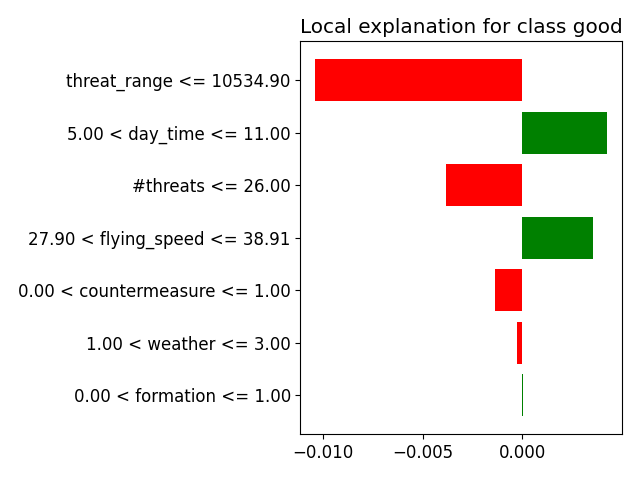 Local explanation for class good
threat_range <= 10534.90
5.00 < day_time <= 11.00
#threats <= 26.00
27.90 < flying_speed <= 38.91
0.00 < countermeasure <= 1.00
1.00 < weather <= 3.00
0.00 < formation <= 1.00
−0.010 −0.005 0.000